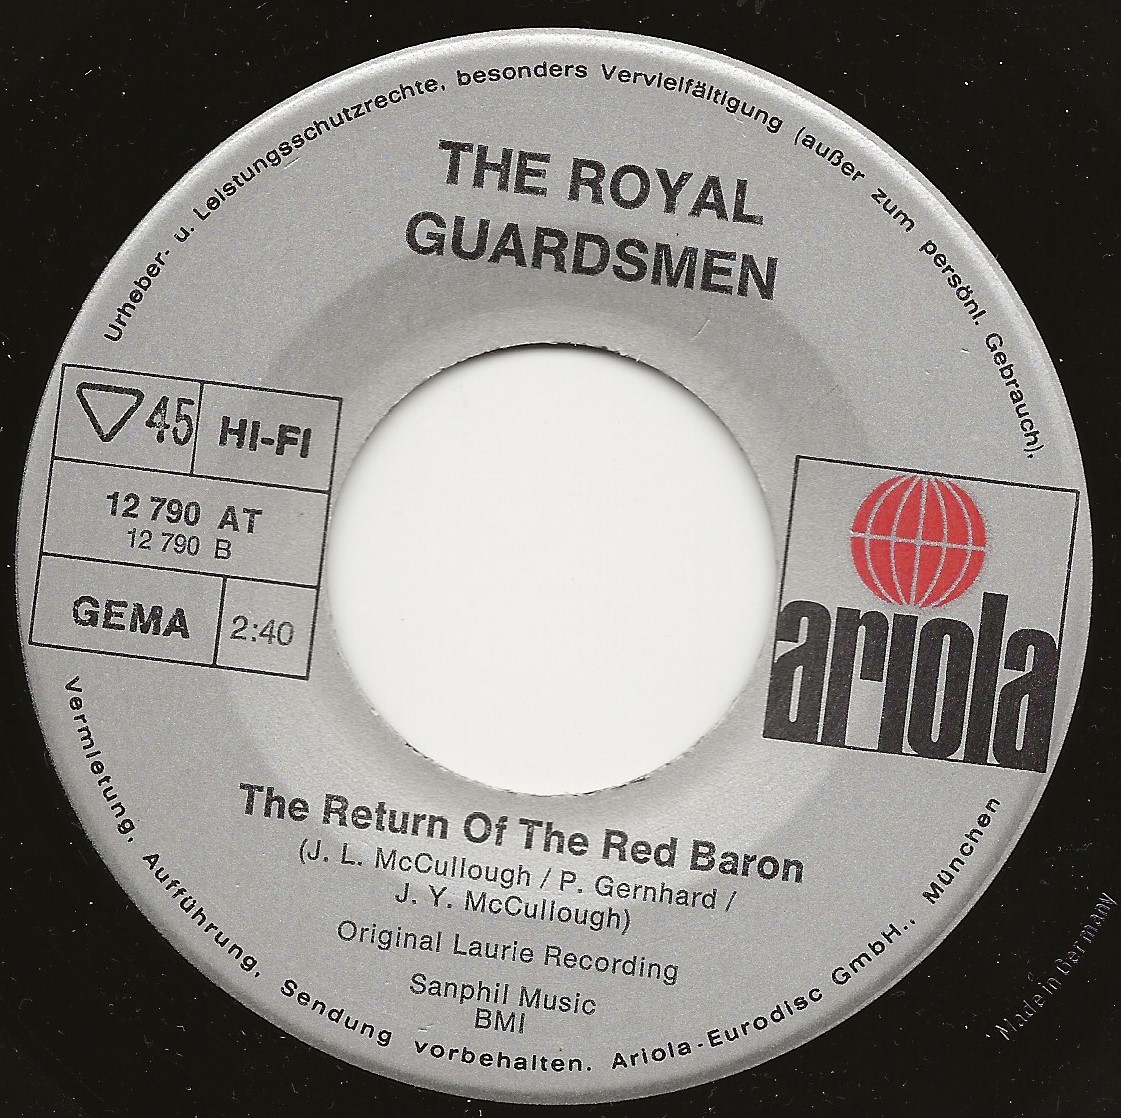 Urheber- u. Leistungsschutzrechte, besonders Vervielfältigung (außer zum persönl. Gebrauch),
THE ROYAL
GUARDSMEN
45
HI-FI
12 790 AT
12 790 B
GEMA
2:40
ariola
The Return Of The Red Baron
(J. L. McCullough / P. Gernhard /
J. Y. McCullough)
Original Laurie Recording
Sanphil Music
BMI
Vermietung, Aufführung, Sendung vorbehalten. Ariola-Eurodisc GmbH., München
Made in Germany